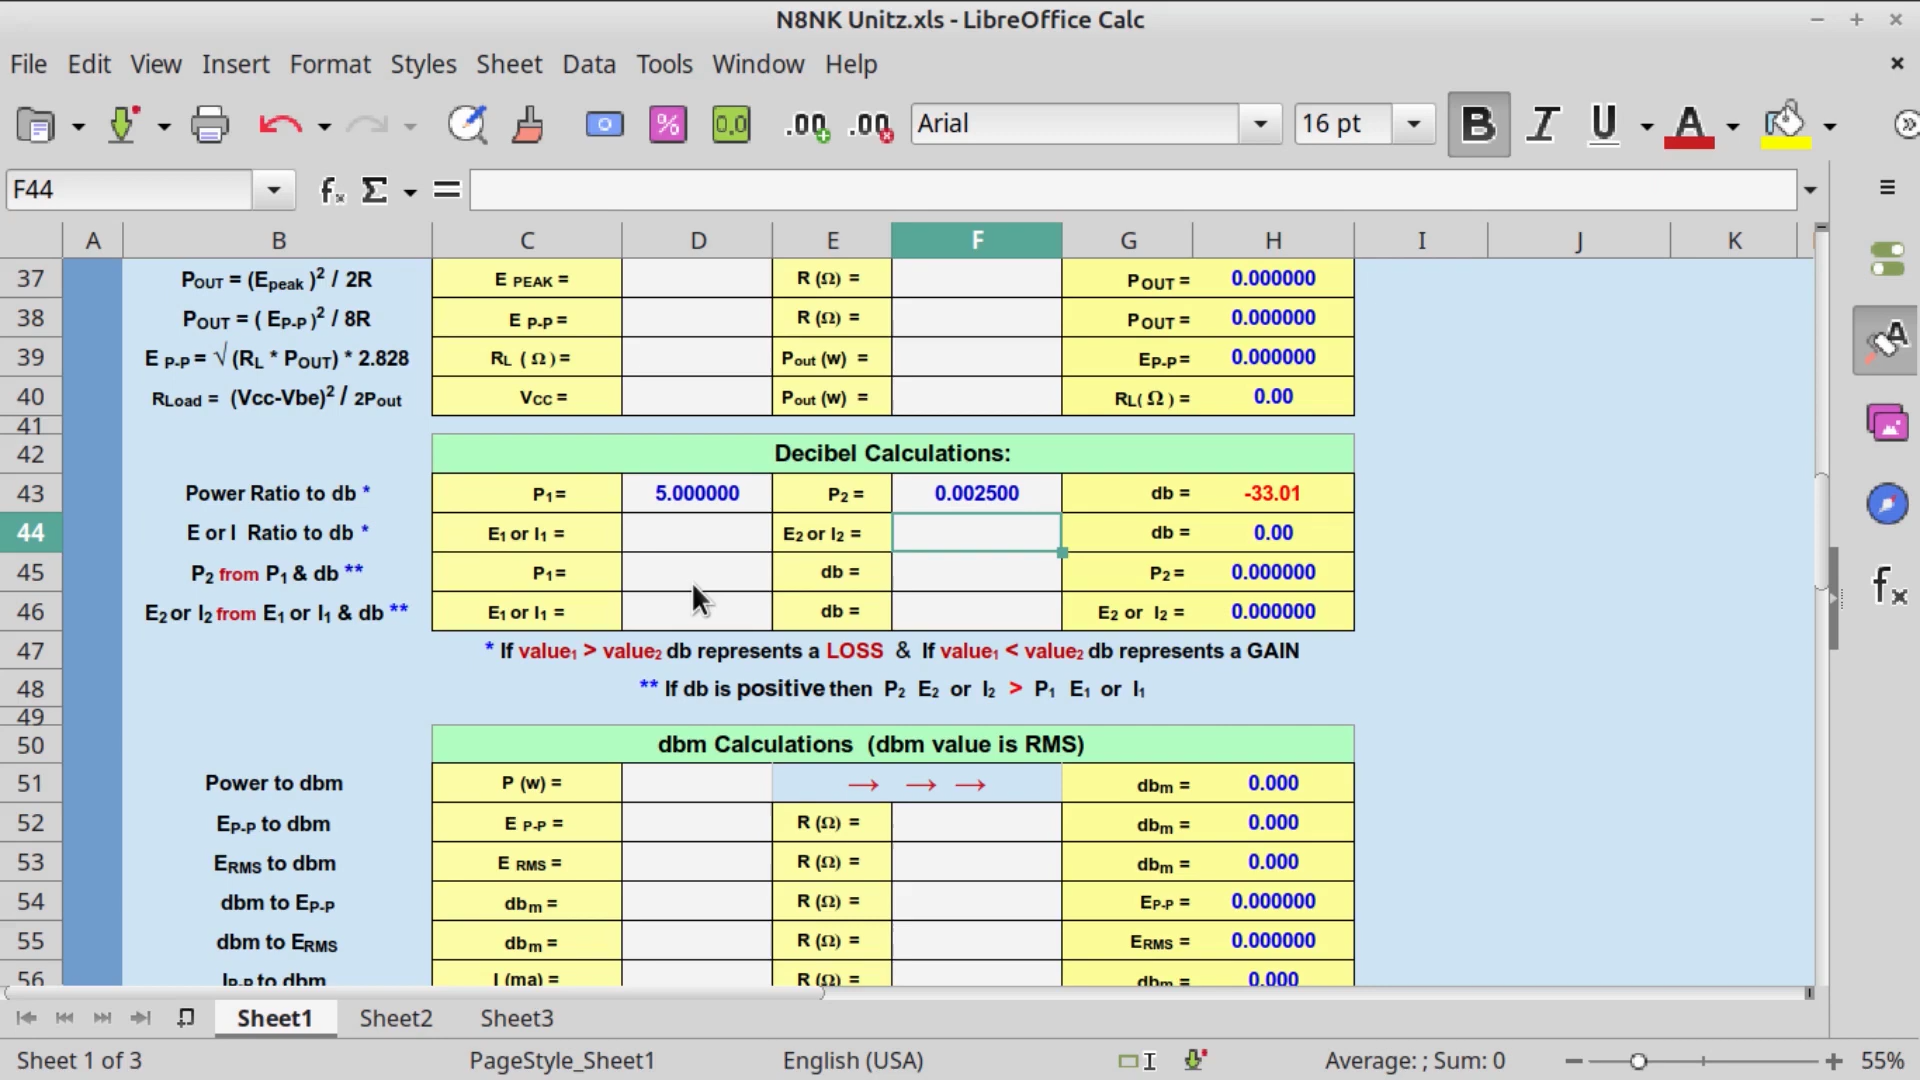 N8NK Unitz.xls - LibreOffice Calc
File Edit View Insert Format Styles Sheet Data Tools Window Help
% 0,0 .00 .00 Arial 16 pt B I U A
F44 fx Σ =
A B C D E F G H I J K
37 POUT = (Epeak )² / 2R E PEAK = R (Ω) = POUT = 0.000000
38 POUT = ( EP-P )² / 8R E P-P = R (Ω) = POUT = 0.000000
39 E P-P = √ (RL * POUT) * 2.828 RL ( Ω ) = Pout (w) = EP-P = 0.000000
40 RLoad = (Vcc-Vbe)² / 2Pout VCC = Pout (w) = RL( Ω ) = 0.00
41
42 Decibel Calculations:
43 Power Ratio to db * P₁ = 5.000000 P₂ = 0.002500 db = -33.01
44 E or I Ratio to db * E₁ or I₁ = E₂ or I₂ = db = 0.00
45 P₂ from P₁ & db ** P₁ = db = P₂ = 0.000000
46 E₂ or I₂ from E₁ or I₁ & db ** E₁ or I₁ = db = E₂ or I₂ = 0.000000
47 * If value₁ > value₂ db represents a LOSS & If value₁ < value₂ db represents a GAIN
48 ** If db is positive then P₂ E₂ or I₂ > P₁ E₁ or I₁
49
50 dbm Calculations (dbm value is RMS)
51 Power to dbm P (w) = → → → dbm = 0.000
52 EP-P to dbm E P-P = R (Ω) = dbm = 0.000
53 ERMS to dbm E RMS = R (Ω) = dbm = 0.000
54 dbm to EP-P dbm = R (Ω) = EP-P = 0.000000
55 dbm to ERMS dbm = R (Ω) = ERMS = 0.000000
56 IP-P to dbm I (ma) = R (Ω) = dbm = 0.000
Sheet1 Sheet2 Sheet3
Sheet 1 of 3 PageStyle_Sheet1 English (USA) Average: ; Sum: 0 55%